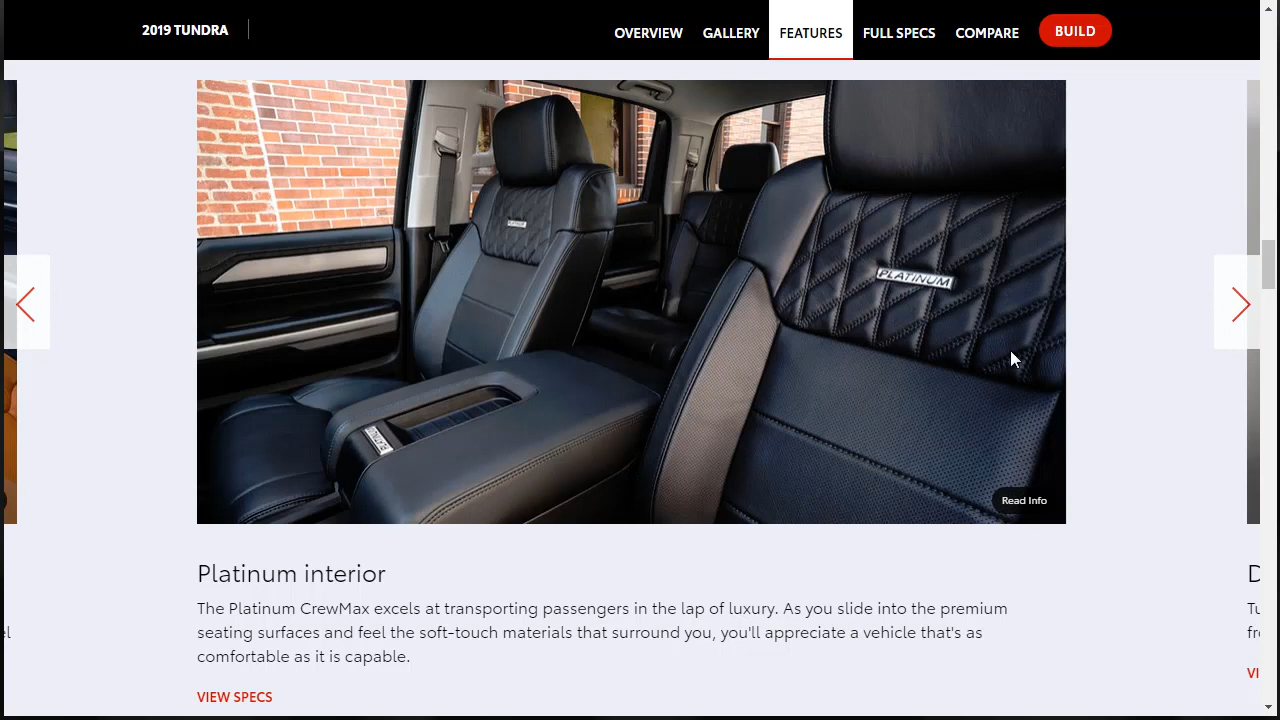 2019 TUNDRA
OVERVIEW GALLERY FEATURES FULL SPECS COMPARE BUILD
PLATINUM
PLATINUM
PLATINUM
Read Info
Platinum interior
The Platinum CrewMax excels at transporting passengers in the lap of luxury. As you slide into the premium
seating surfaces and feel the soft-touch materials that surround you, you'll appreciate a vehicle that's as
comfortable as it is capable.
VIEW SPECS